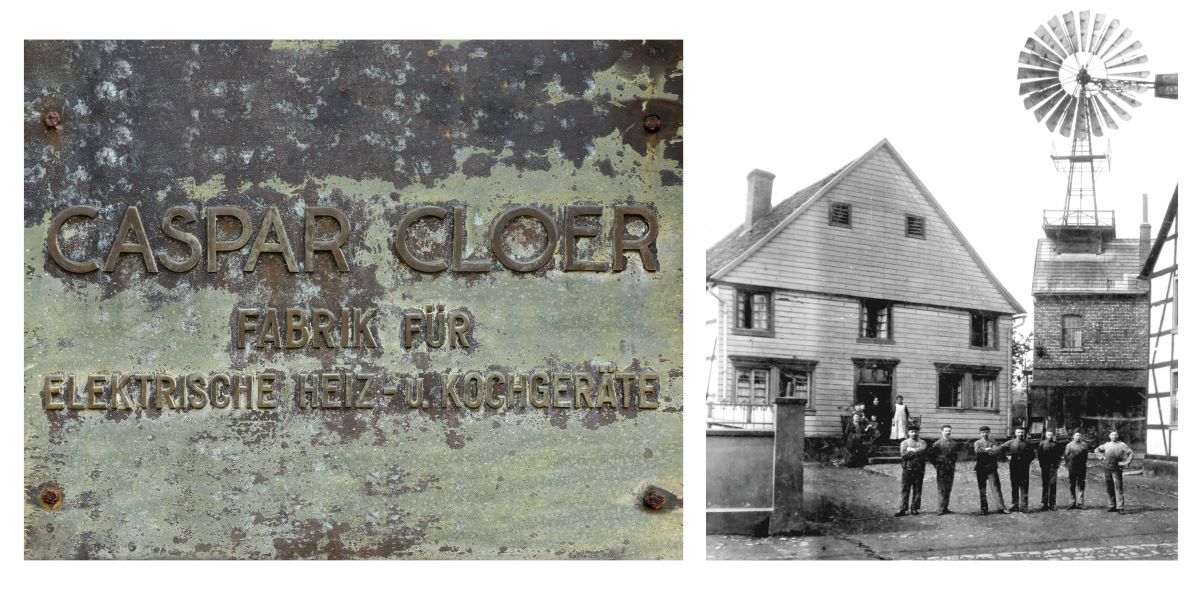 CASPAR CLOER
FABRIK FÜR
ELEKTRISCHE HEIZ- U. KOCHGERÄTE